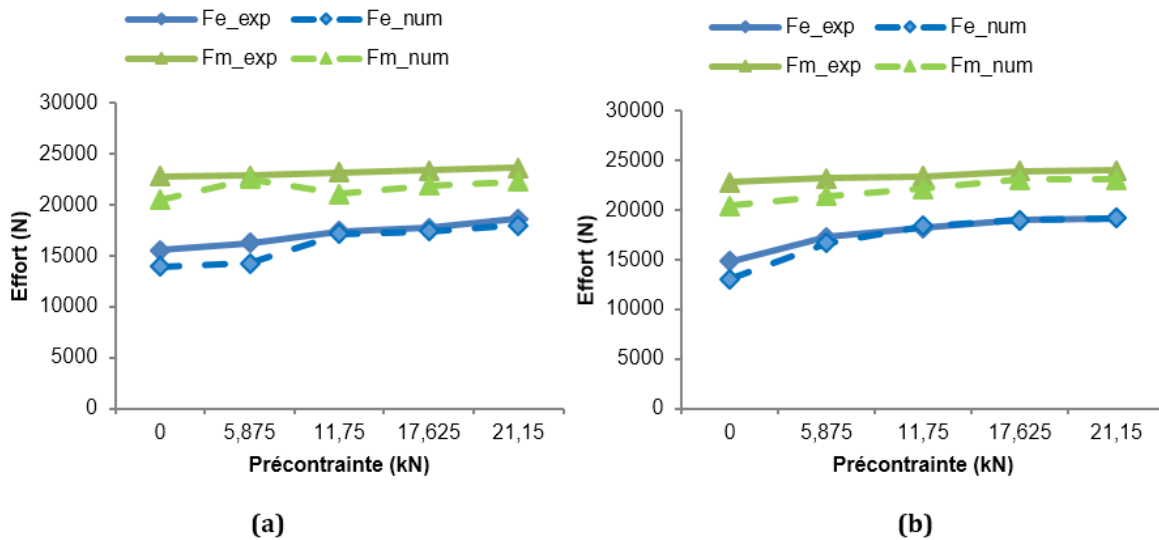 Fe_exp Fe_num
Fm_exp Fm_num
30000
25000
20000
15000
10000
5000
0
Effort (N)
0 5,875 11,75 17,625 21,15
Précontrainte (kN)
(a)
Fe_exp Fe_num
Fm_exp Fm_num
30000
25000
20000
15000
10000
5000
0
Effort (N)
0 5,875 11,75 17,625 21,15
Précontrainte (kN)
(b)